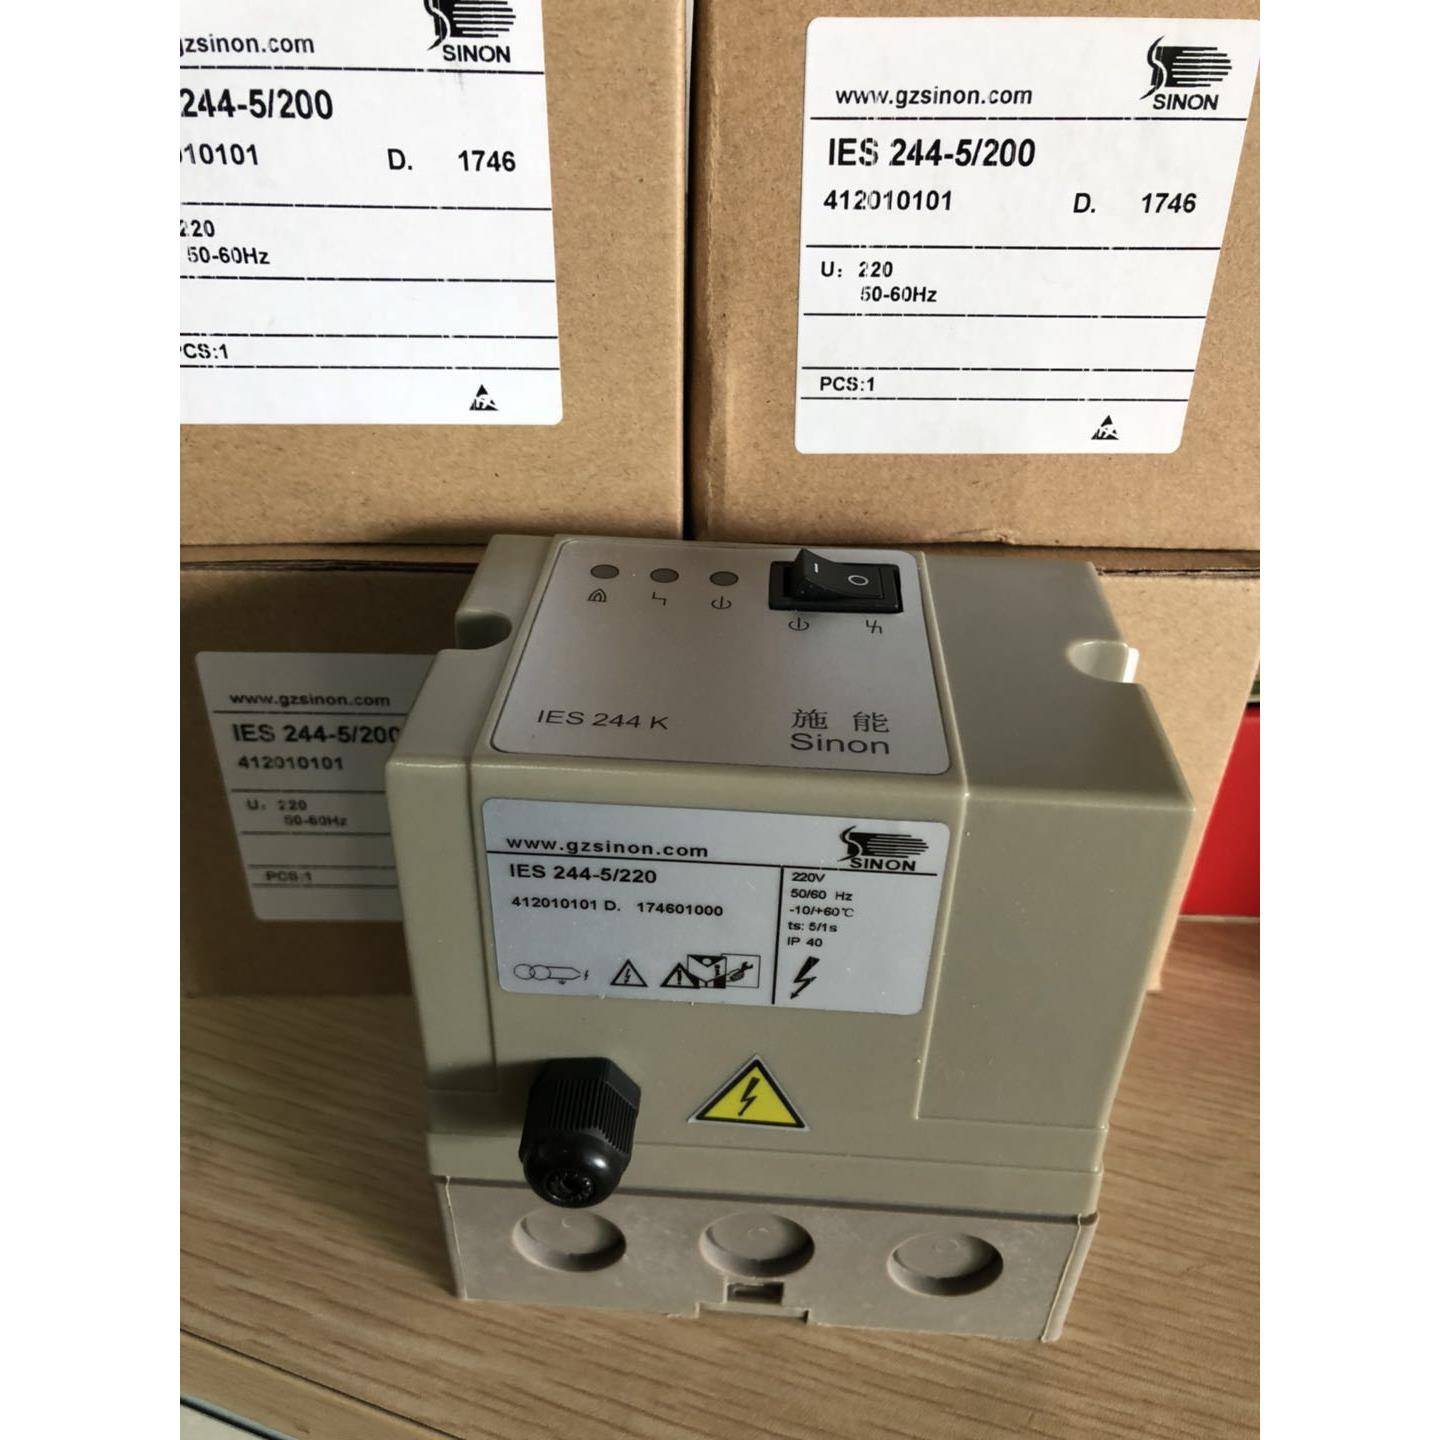 jzsinon.com
SINON
244-5/200
10101 D. 1746
220
50-60Hz
PCS:1
www.gzsinon.com
SINON
IES 244-5/200
412010101 D. 1746
U: 220
50-60Hz
PCS:1
www.gzsinon.com
IES 244-5/200
412010101
U: 220
50-60Hz
PCS:1
IES 244 K
施能
Sinon
www.gzsinon.com
SINON
IES 244-5/220
412010101 D. 174601000
220V
50/60 Hz
-10/+60℃
ts: 5/1s
IP 40